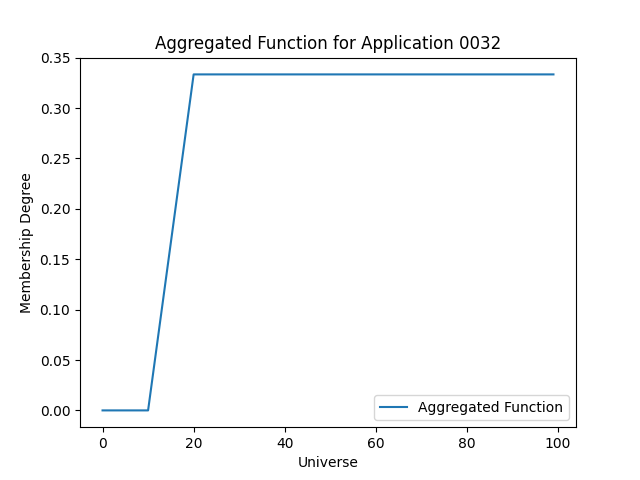 Aggregated Function for Application 0032
Membership Degree
0.35
0.30
0.25
0.20
0.15
0.10
0.05
0.00
Aggregated Function
0 20 40 60 80 100
Universe